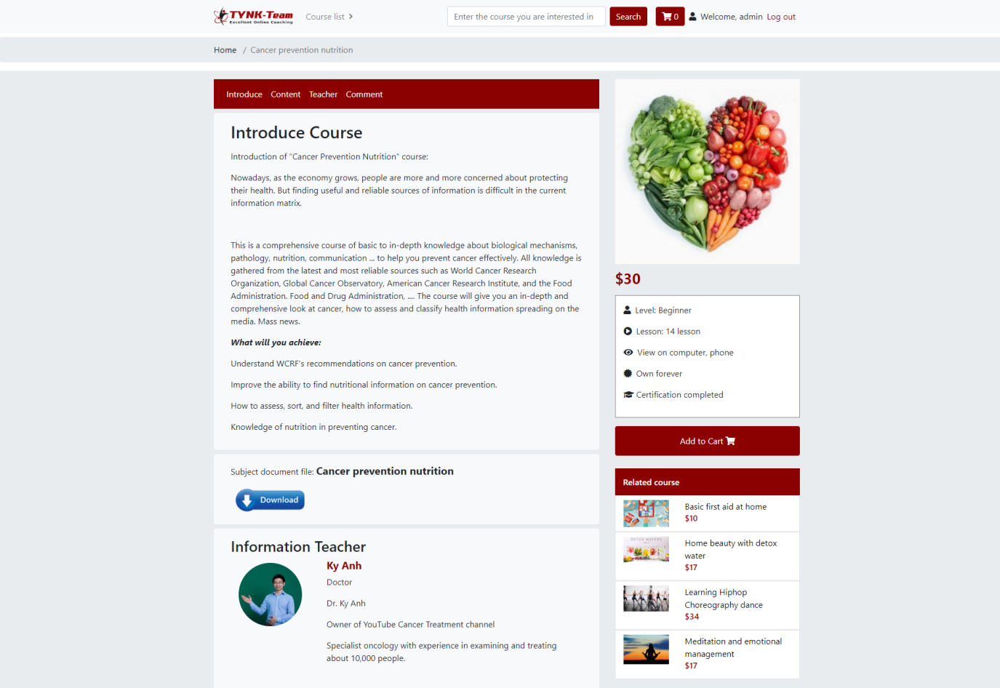 TYNK-Team
Excellent Online Coaching
Course list
Enter the course you are interested in
Search
0
Welcome, admin
Log out
Home / Cancer prevention nutrition
Introduce
Content
Teacher
Comment
Introduce Course
Introduction of "Cancer Prevention Nutrition" course:
Nowadays, as the economy grows, people are more and more concerned about protecting
their health. But finding useful and reliable sources of information is difficult in the current
information matrix.
This is a comprehensive course of basic to in-depth knowledge about biological mechanisms,
pathology, nutrition, communication ... to help you prevent cancer effectively. All knowledge is
gathered from the latest and most reliable sources such as World Cancer Research
Organization, Global Cancer Observatory, American Cancer Research Institute, and the Food
Administration. Food and Drug Administration, .... The course will give you an in-depth and
comprehensive look at cancer, how to assess and classify health information spreading on the
media. Mass news.
What will you achieve:
Understand WCRF's recommendations on cancer prevention.
Improve the ability to find nutritional information on cancer prevention.
How to assess, sort, and filter health information.
Knowledge of nutrition in preventing cancer.
Subject document file: Cancer prevention nutrition
Download
Information Teacher
Ky Anh
Doctor
Dr. Ky Anh
Owner of YouTube Cancer Treatment channel
Specialist oncology with experience in examining and treating
about 10,000 people.
$30
Level: Beginner
Lesson: 14 lesson
View on computer, phone
Own forever
Certification completed
Add to Cart
Related course
Basic first aid at home
$10
DETOX WATERS
Home beauty with detox
water
$17
Learning Hiphop
Choreography dance
$34
Meditation and emotional
management
$17